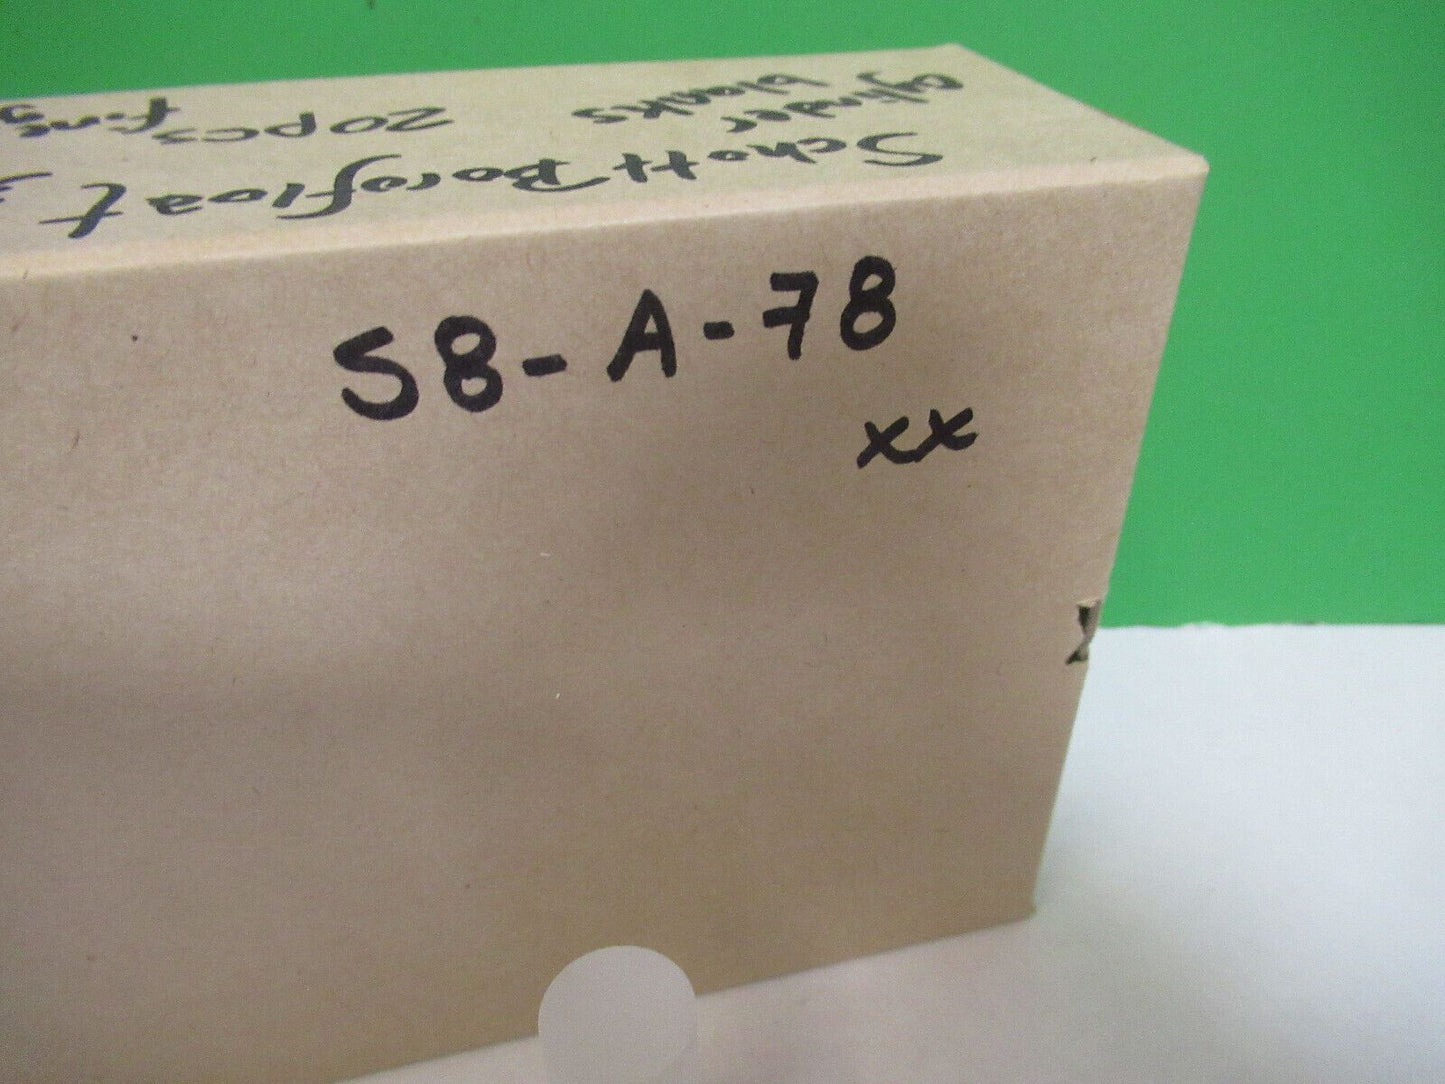 Schott Borofloat
cylinder 20pcs
blanks
S8-A-78
xx